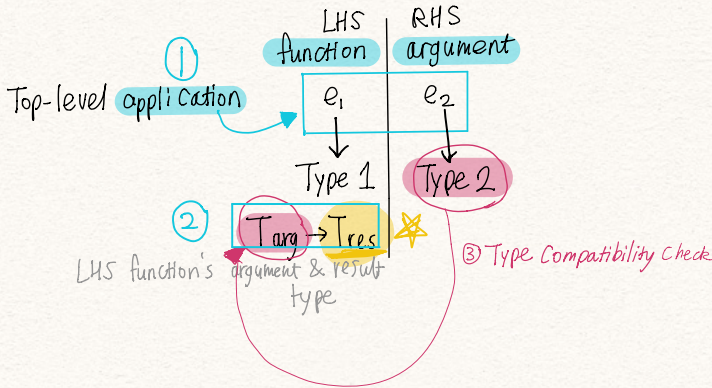 LHS RHS
function argument
1
Top-level application e1 e2
Type 1 Type 2
2
Targ → Tres
3 Type Compatibility Check
LHS function's argument & result
type